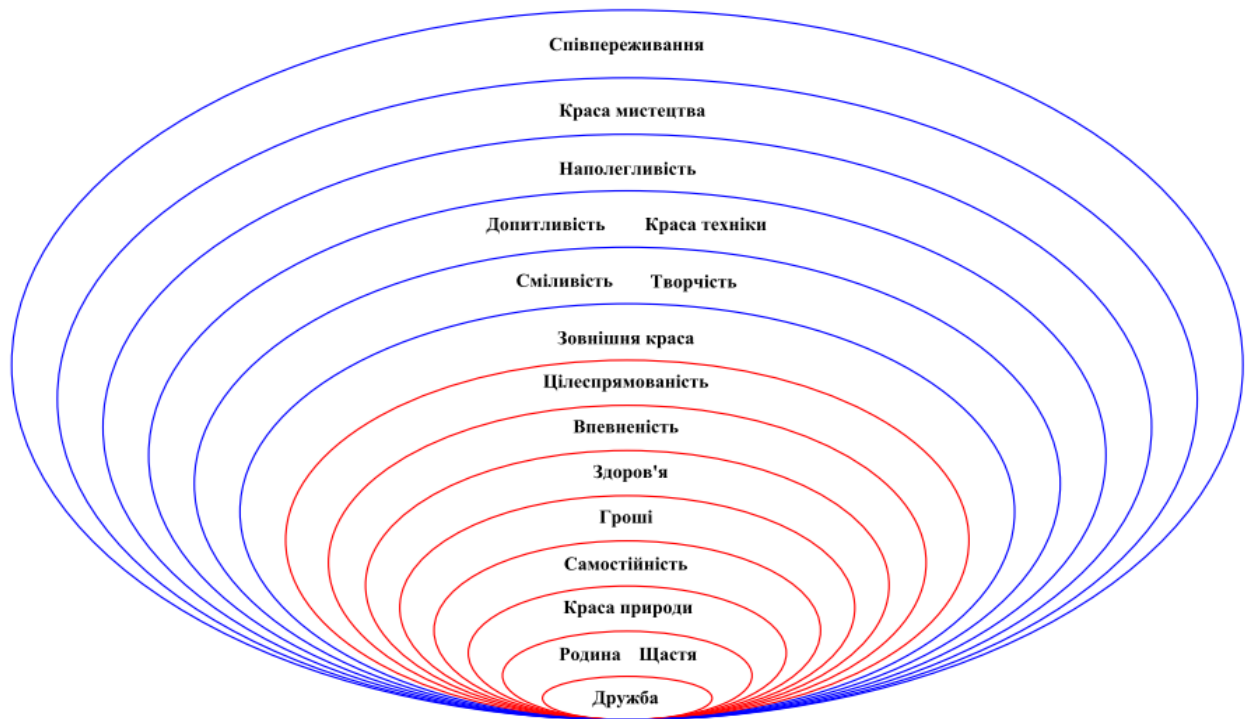 Співпереживання
Краса мистецтва
Наполегливість
Допитливість Краса техніки
Сміливість Творчість
Зовнішня краса
Цілеспрямованість
Впевненість
Здоров'я
Гроші
Самостійність
Краса природи
Родина Щастя
Дружба